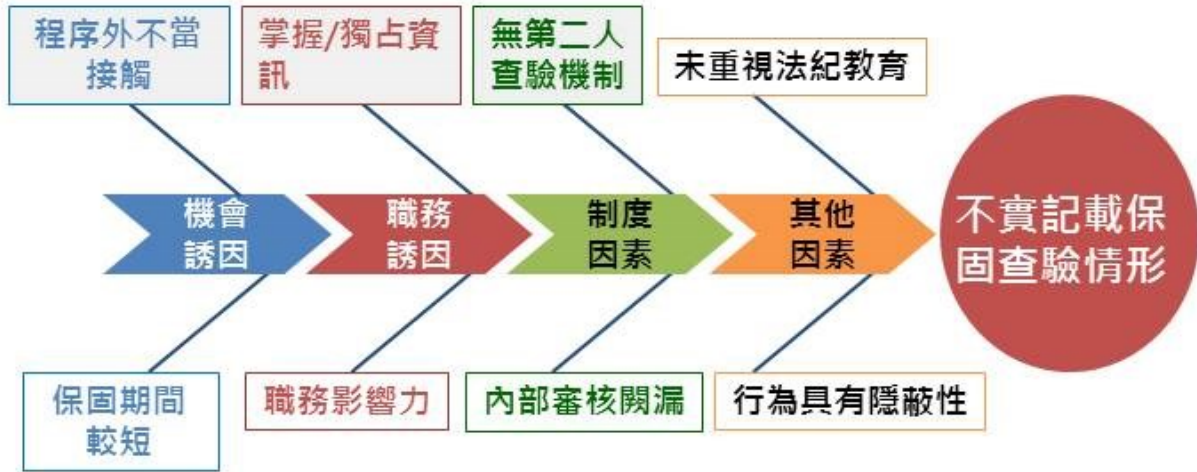 程序外不當
接觸
掌握/獨占資
訊
無第二人
查驗機制
未重視法紀教育
機會
誘因
職務
誘因
制度
因素
其他
因素
不實記載保
固查驗情形
保固期間
較短
職務影響力
內部審核闕漏
行為具有隱蔽性